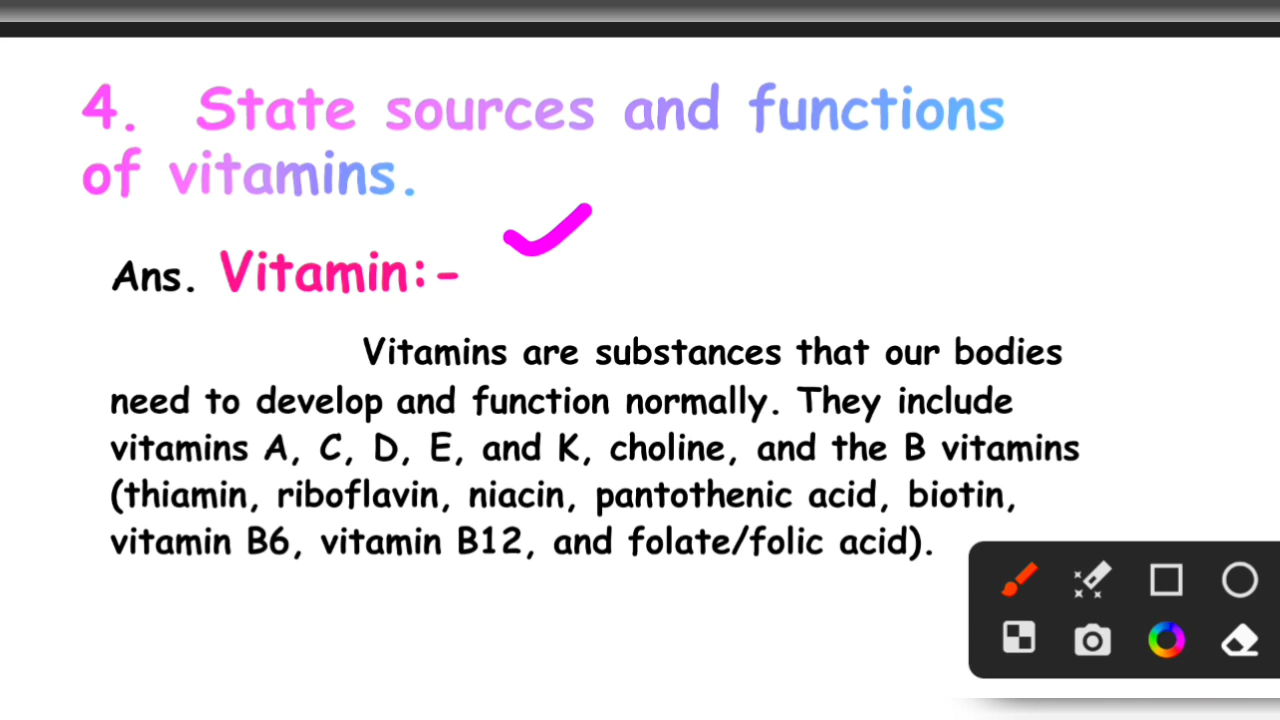 4. State sources and functions
of vitamins.
Ans. Vitamin:-
Vitamins are substances that our bodies
need to develop and function normally. They include
vitamins A, C, D, E, and K, choline, and the B vitamins
(thiamin, riboflavin, niacin, pantothenic acid, biotin,
vitamin B6, vitamin B12, and folate/folic acid).